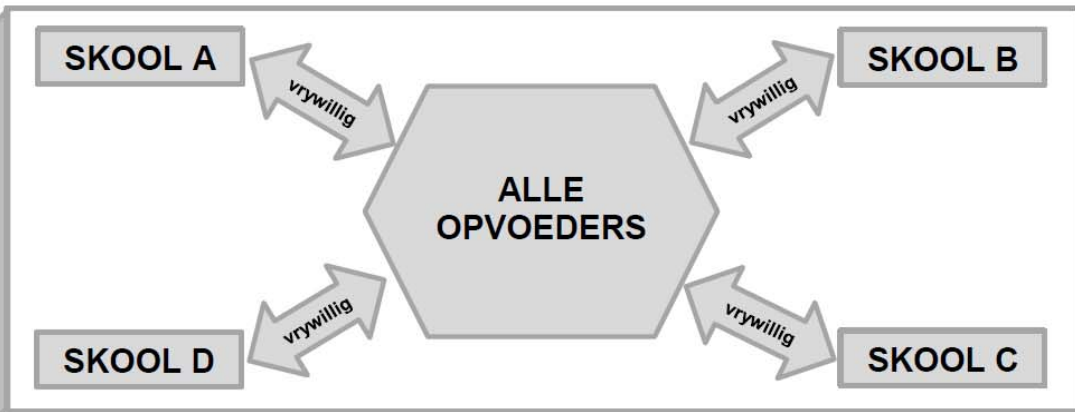 SKOOL A
vrywillig
SKOOL B
vrywillig
ALLE
OPVOEDERS
SKOOL D
vrywillig
SKOOL C
vrywillig